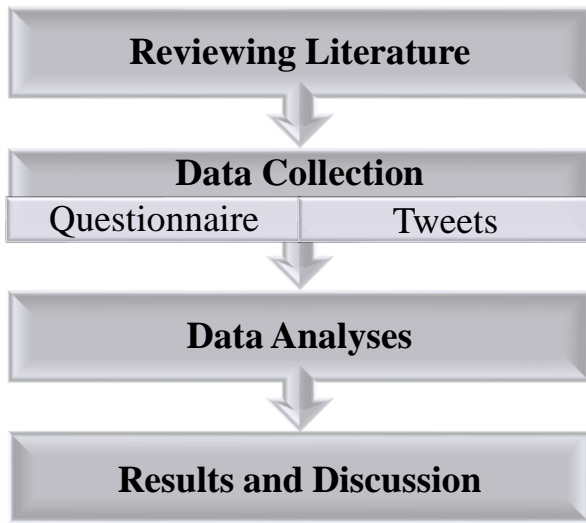 Reviewing Literature
Data Collection
Questionnaire Tweets
Data Analyses
Results and Discussion